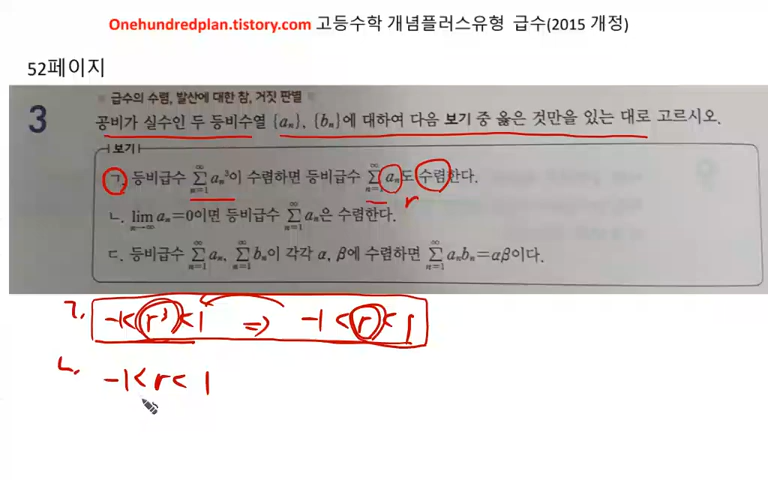 Onehundredplan.tistory.com 고등수학 개념플러스유형 급수(2015 개정)
52페이지
급수의 수렴, 발산에 대한 참, 거짓 판별
3 공비가 실수인 두 등비수열 {aₙ}, {bₙ}에 대하여 다음 보기 중 옳은 것만을 있는 대로 고르시오.
보기
ㄱ. 등비급수 ∑_{n=1}^{∞} aₙ³이 수렴하면 등비급수 ∑_{n=1}^{∞} aₙ도 수렴한다.
r
ㄴ. lim_{n→∞} aₙ=0이면 등비급수 ∑_{n=1}^{∞} aₙ은 수렴한다.
ㄷ. 등비급수 ∑_{n=1}^{∞} aₙ, ∑_{n=1}^{∞} bₙ이 각각 α, β에 수렴하면 ∑_{n=1}^{∞} aₙbₙ=αβ이다.
ㄱ. -1<r³<1 ⇒ -1<r<1
ㄴ. -1<r<1